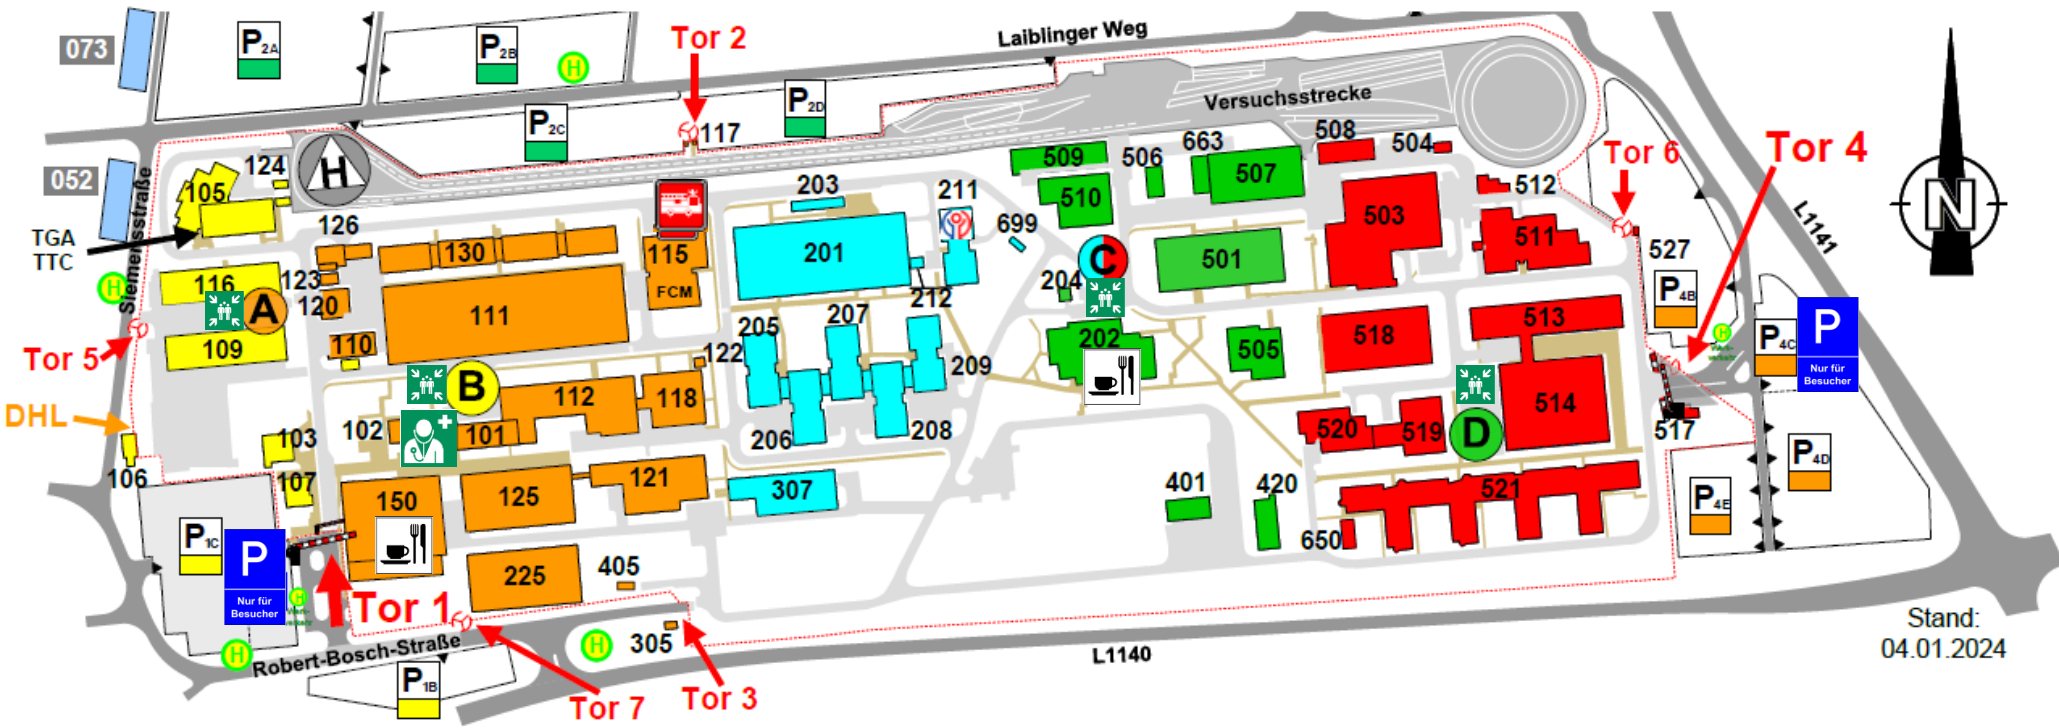 073
P2A
P2B
H
Tor 2
Laiblinger Weg
P2C
P2D
117
Versuchsstrecke
052
Siemensstraße
105
124
H
TGA
TTC
126
130
115
FCM
203
201
211
699
212
509
510
506
663
507
508
504
503
512
511
Tor 6
Tor 4
L1141
N
527
P4B
H
P4C
P
Nur für
Besucher
H
116
A
123
120
109
110
111
Tor 5
DHL
106
B
122
112
118
102
101
103
107
205
207
209
206
208
204
C
202
501
505
518
513
514
520
519
D
517
P4D
P4E
P1C
P
Nur für
Besucher
H
150
125
121
307
401
420
521
650
225
405
305
Tor 1
H
H
Robert-Bosch-Straße
P1B
Tor 7
Tor 3
L1140
Stand:
04.01.2024